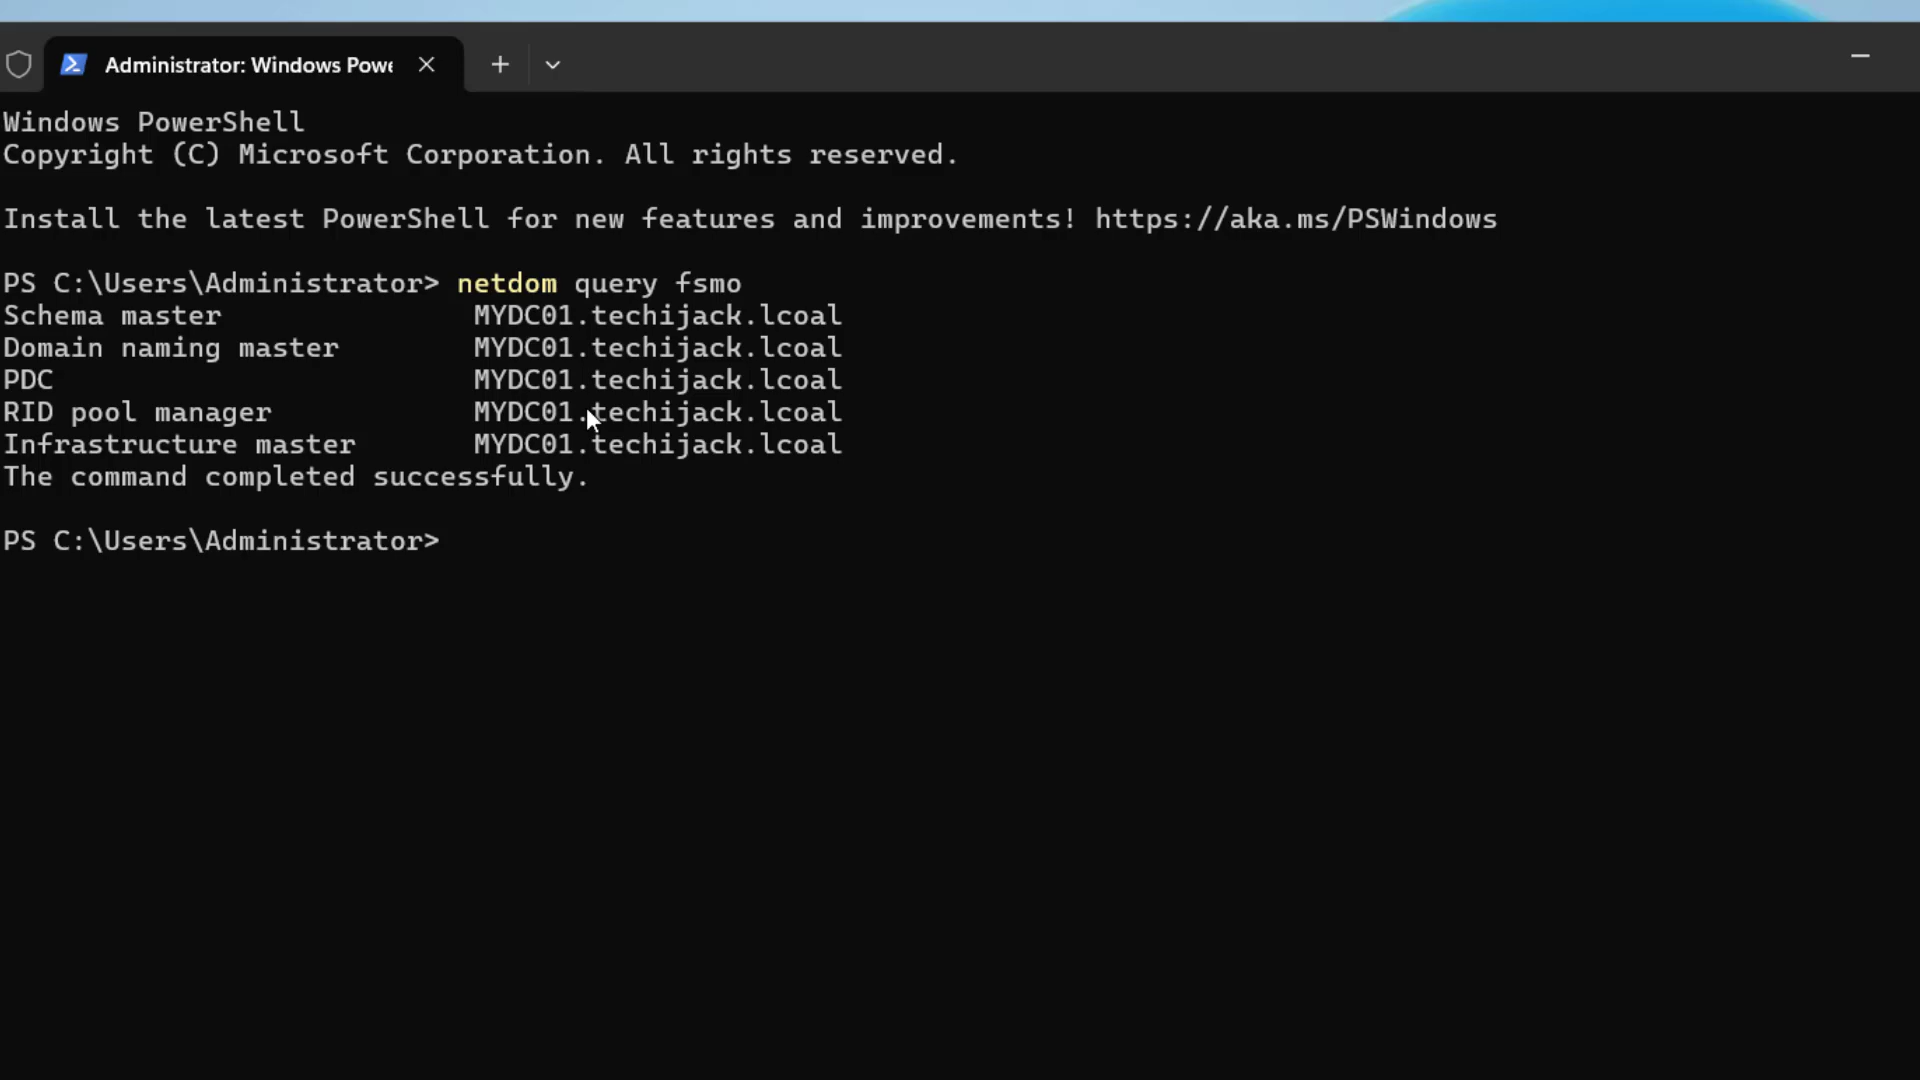 Administrator: Windows Powe
Windows PowerShell
Copyright (C) Microsoft Corporation. All rights reserved.
Install the latest PowerShell for new features and improvements! https://aka.ms/PSWindows
PS C:\Users\Administrator> netdom query fsmo
Schema master               MYDC01.techijack.lcoal
Domain naming master        MYDC01.techijack.lcoal
PDC                         MYDC01.techijack.lcoal
RID pool manager            MYDC01.techijack.lcoal
Infrastructure master       MYDC01.techijack.lcoal
The command completed successfully.
PS C:\Users\Administrator>